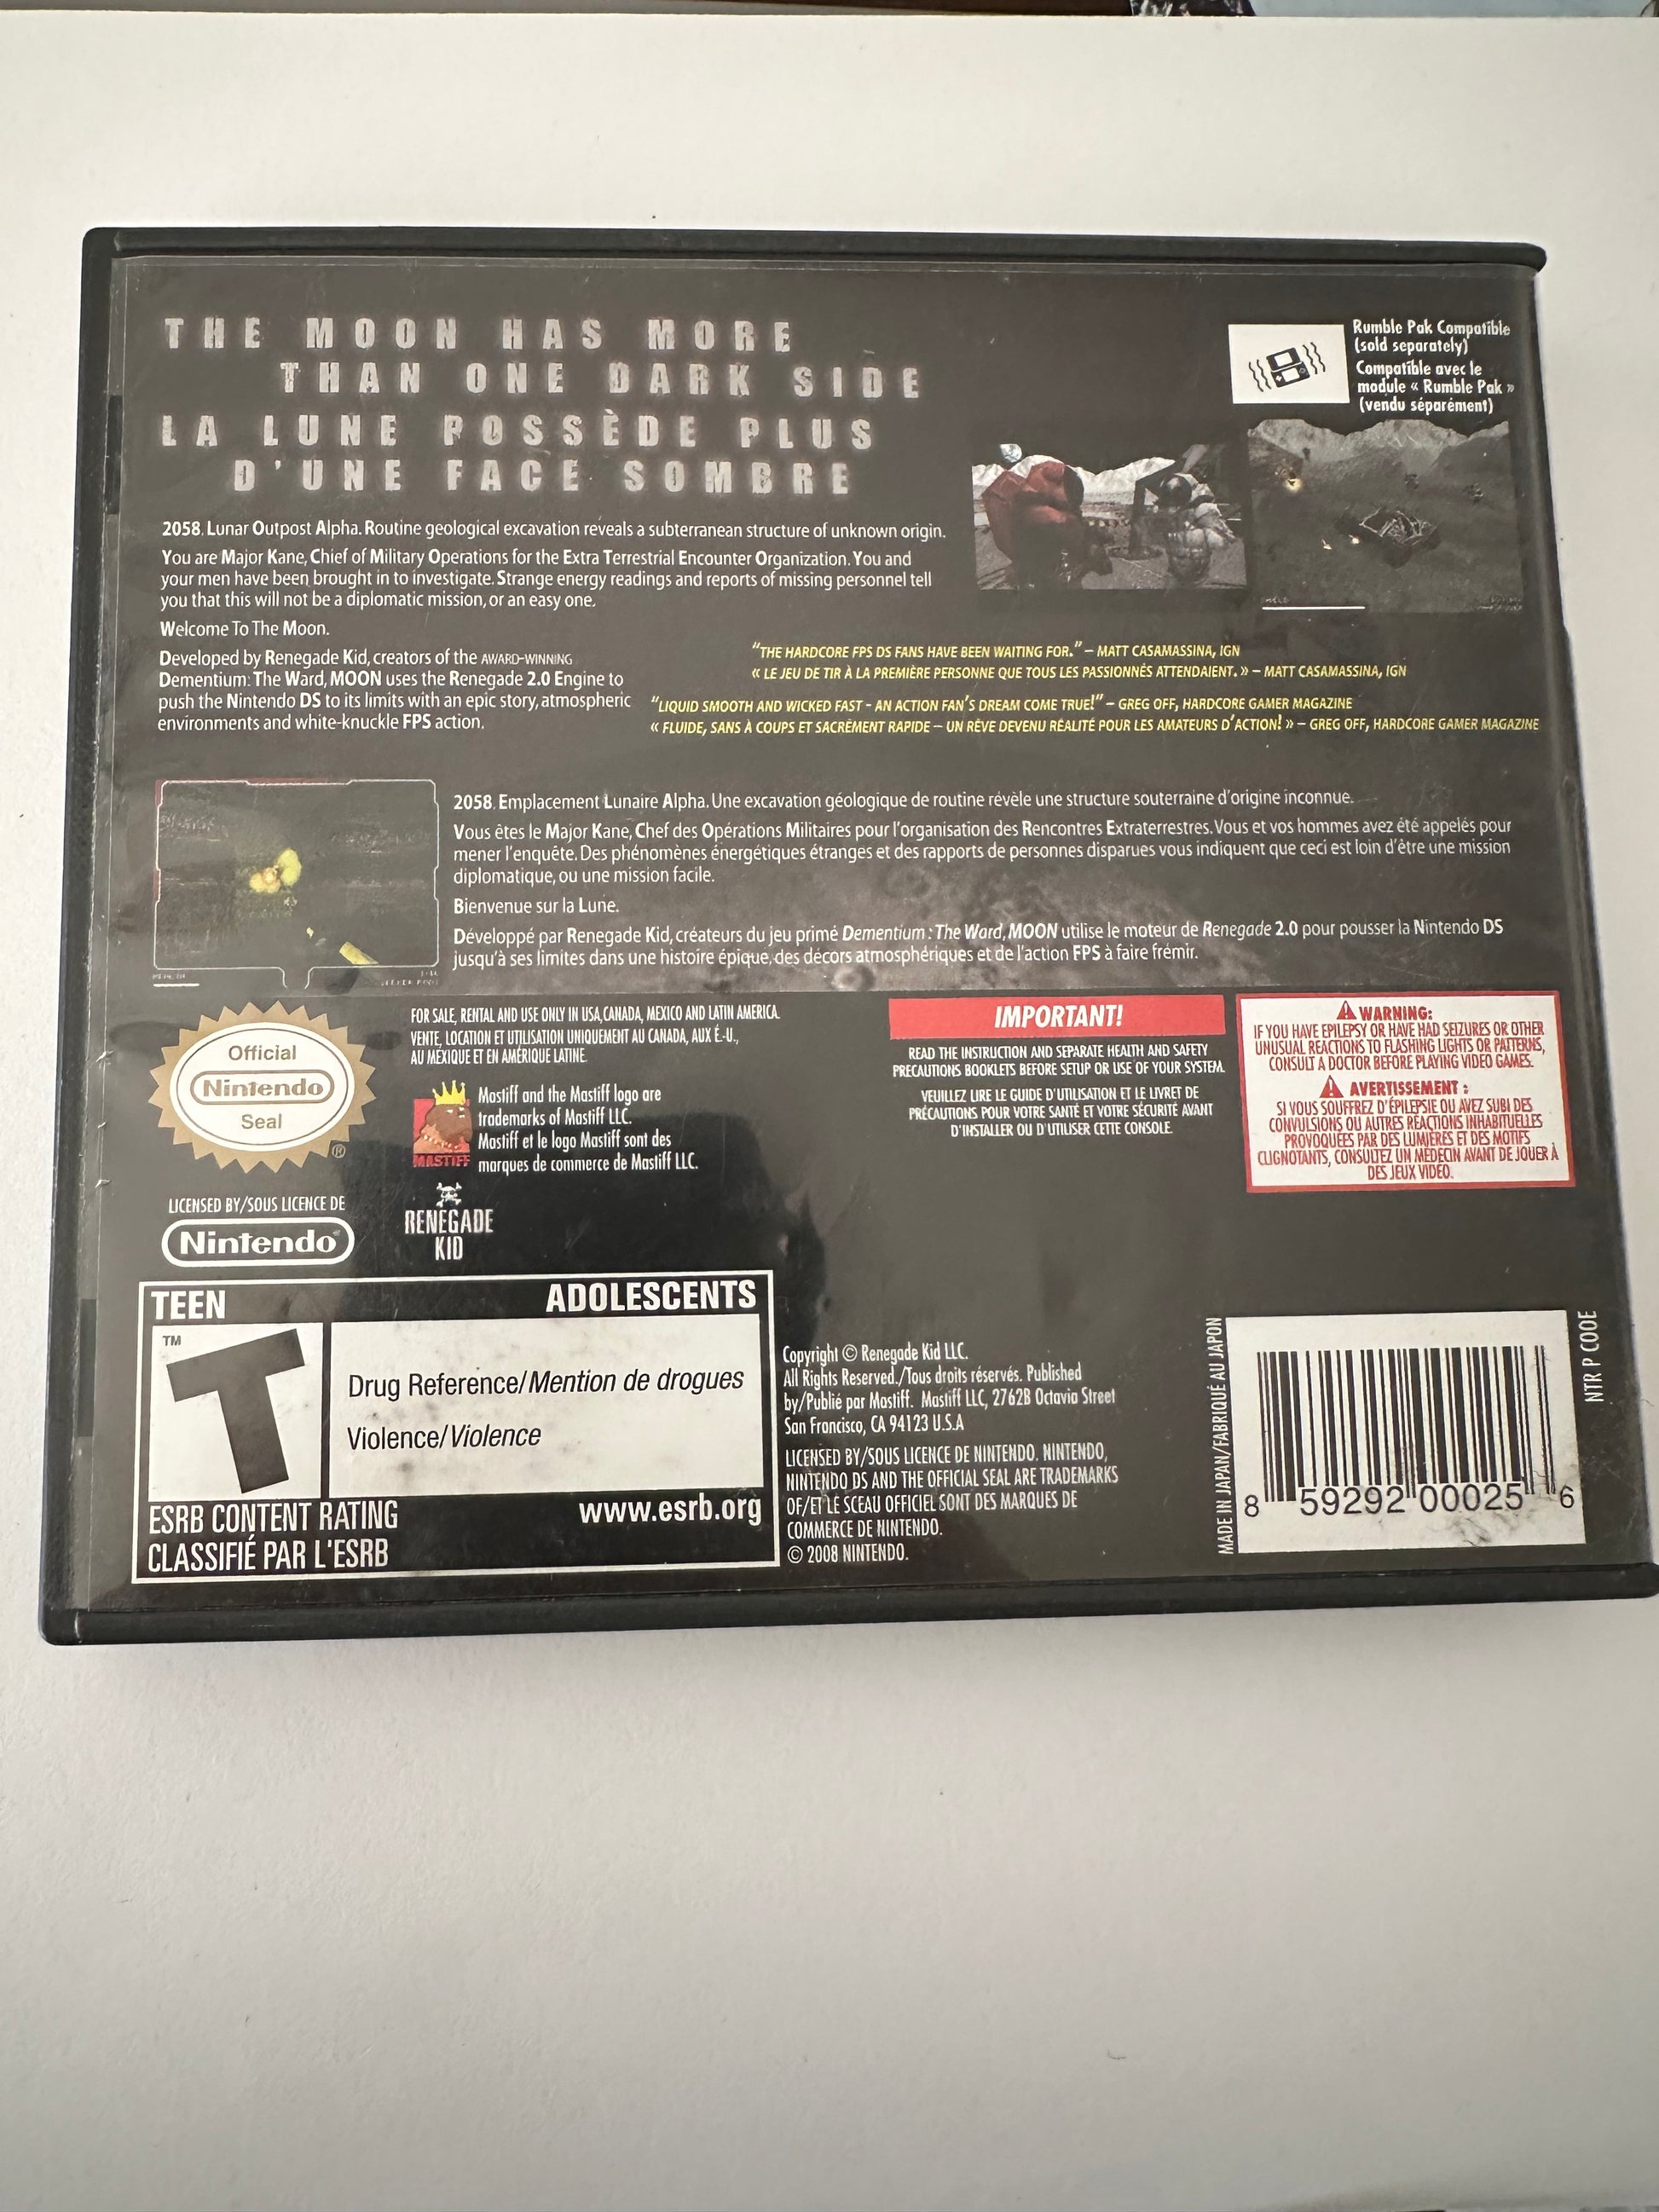 THE MOON HAS MORE
THAN ONE DARK SIDE
LA LUNE POSSÈDE PLUS
D'UNE FACE SOMBRE
Rumble Pak Compatible
(sold separately)
Compatible avec le
module « Rumble Pak »
(vendu séparément)
2058. Lunar Outpost Alpha. Routine geological excavation reveals a subterranean structure of unknown origin.
You are Major Kane, Chief of Military Operations for the Extra Terrestrial Encounter Organization. You and
your men have been brought in to investigate. Strange energy readings and reports of missing personnel tell
you that this will not be a diplomatic mission, or an easy one.
Welcome To The Moon.
Developed by Renegade Kid, creators of the AWARD-WINNING
Dementium: The Ward, MOON uses the Renegade 2.0 Engine to
push the Nintendo DS to its limits with an epic story, atmospheric
environments and white-knuckle FPS action.
"THE HARDCORE FPS DS FANS HAVE BEEN WAITING FOR." – MATT CASAMASSINA, IGN
« LE JEU DE TIR À LA PREMIÈRE PERSONNE QUE TOUS LES PASSIONNÉS ATTENDAIENT. » – MATT CASAMASSINA, IGN
"LIQUID SMOOTH AND WICKED FAST - AN ACTION FAN'S DREAM COME TRUE!" – GREG OFF, HARDCORE GAMER MAGAZINE
« FLUIDE, SANS À COUPS ET SACRÉMENT RAPIDE – UN RÊVE DEVENU RÉALITÉ POUR LES AMATEURS D'ACTION! » – GREG OFF, HARDCORE GAMER MAGAZINE
2058. Emplacement Lunaire Alpha. Une excavation géologique de routine révèle une structure souterraine d'origine inconnue.
Vous êtes le Major Kane, Chef des Opérations Militaires pour l'organisation des Rencontres Extraterrestres. Vous et vos hommes avez été appelés pour
mener l'enquête. Des phénomènes énergétiques étranges et des rapports de personnes disparues vous indiquent que ceci est loin d'être une mission
diplomatique, ou une mission facile.
Bienvenue sur la Lune.
Développé par Renegade Kid, créateurs du jeu primé Dementium : The Ward, MOON utilise le moteur de Renegade 2.0 pour pousser la Nintendo DS
jusqu'à ses limites dans une histoire épique, des décors atmosphériques et de l'action FPS à faire frémir.
Official
Nintendo
Seal
®
LICENSED BY/SOUS LICENCE DE
Nintendo®
FOR SALE, RENTAL AND USE ONLY IN USA, CANADA, MEXICO AND LATIN AMERICA.
VENTE, LOCATION ET UTILISATION UNIQUEMENT AU CANADA, AUX É.-U.,
AU MÉXIQUE ET EN AMÉRIQUE LATINE.
MASTIFF
Mastiff and the Mastiff logo are
trademarks of Mastiff LLC.
Mastiff et le logo Mastiff sont des
marques de commerce de Mastiff LLC.
RENEGADE
KID
IMPORTANT!
READ THE INSTRUCTION AND SEPARATE HEALTH AND SAFETY
PRECAUTIONS BOOKLETS BEFORE SETUP OR USE OF YOUR SYSTEM.
VEUILLEZ LIRE LE GUIDE D'UTILISATION ET LE LIVRET DE
PRÉCAUTIONS POUR VOTRE SANTÉ ET VOTRE SÉCURITÉ AVANT
D'INSTALLER OU D'UTILISER CETTE CONSOLE.
WARNING:
IF YOU HAVE EPILEPSY OR HAVE HAD SEIZURES OR OTHER
UNUSUAL REACTIONS TO FLASHING LIGHTS OR PATTERNS,
CONSULT A DOCTOR BEFORE PLAYING VIDEO GAMES.
AVERTISSEMENT :
SI VOUS SOUFFREZ D'ÉPILEPSIE OU AVEZ SUBI DES
CONVULSIONS OU AUTRES RÉACTIONS INHABITUELLES
PROVOQUÉES PAR DES LUMIÈRES ET DES MOTIFS
CLIGNOTANTS, CONSULTEZ UN MÉDECIN AVANT DE JOUER À
DES JEUX VIDÉO.
TEEN
ADOLESCENTS
TM
T
Drug Reference/Mention de drogues
Violence/Violence
ESRB CONTENT RATING
www.esrb.org
CLASSIFIÉ PAR L'ESRB
Copyright © Renegade Kid LLC.
All Rights Reserved./Tous droits réservés. Published
by/Publié par Mastiff. Mastiff LLC, 2762B Octavia Street
San Francisco, CA 94123 U.S.A
LICENSED BY/SOUS LICENCE DE NINTENDO. NINTENDO,
NINTENDO DS AND THE OFFICIAL SEAL ARE TRADEMARKS
OF/ET LE SCEAU OFFICIEL SONT DES MARQUES DE
COMMERCE DE NINTENDO.
© 2008 NINTENDO.
MADE IN JAPAN/FABRIQUÉ AU JAPON
8 59292 00025 6
NTR P CODE